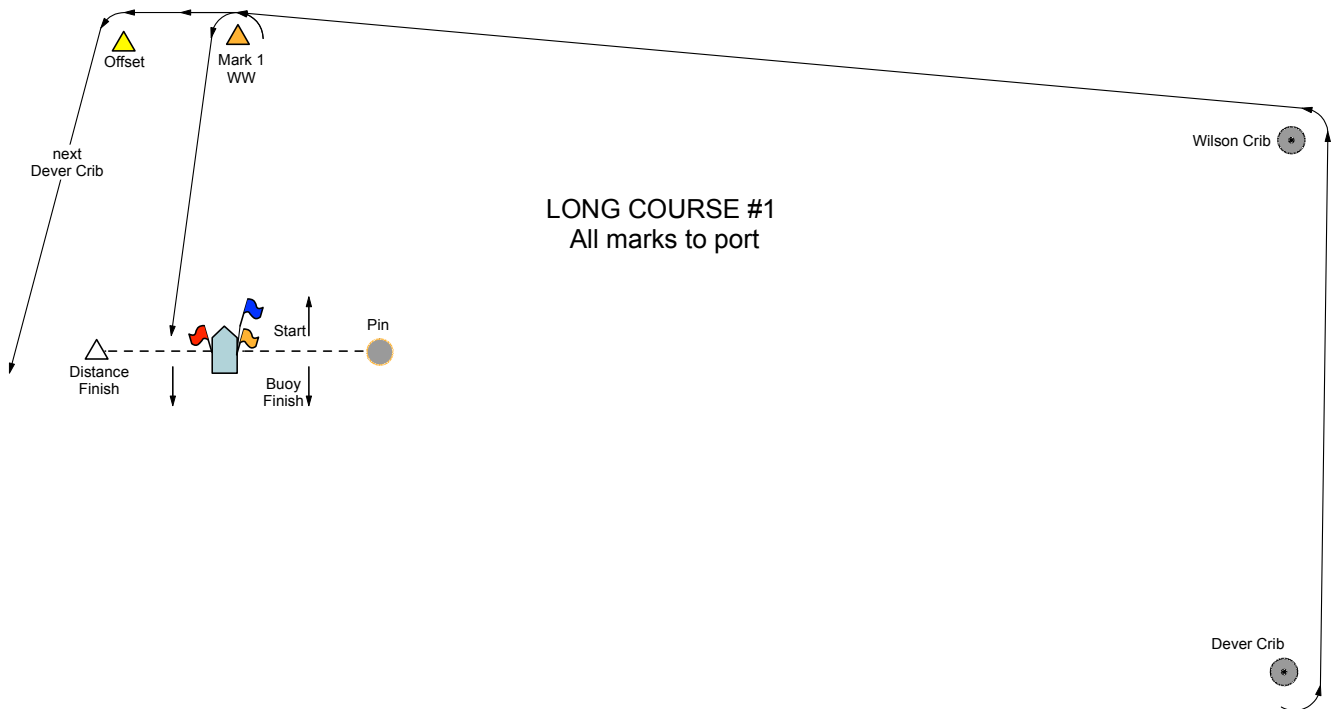 Offset
Mark 1
WW
Wilson Crib
next
Dever Crib
LONG COURSE #1
All marks to port
Start
Pin
Distance
Finish
Buoy
Finish
Dever Crib